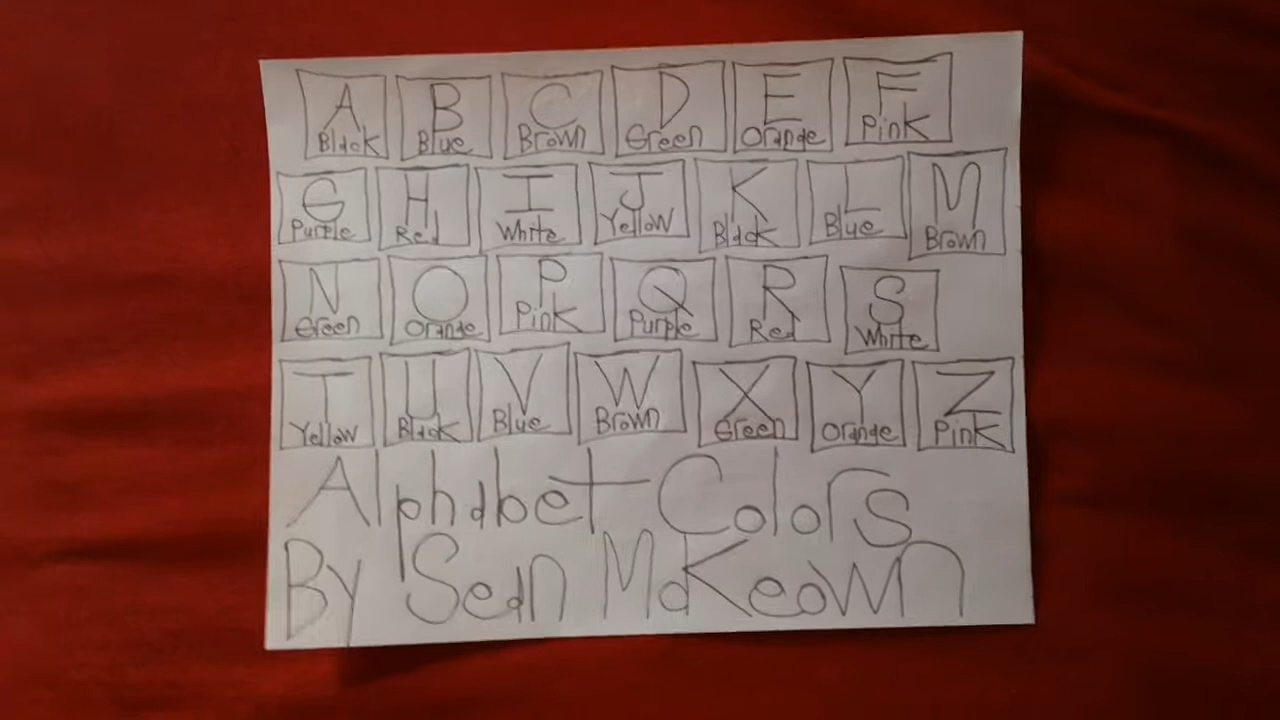 A B C D E F
Black Blue Brown Green Orange Pink
G H I J K L M
Purple Red White Yellow Black Blue Brown
N O P Q R S
Green Orange Pink Purple Red White
T U V W X Y Z
Yellow Black Blue Brown Green Orange Pink
Alphabet Colors
By Sean McKeown